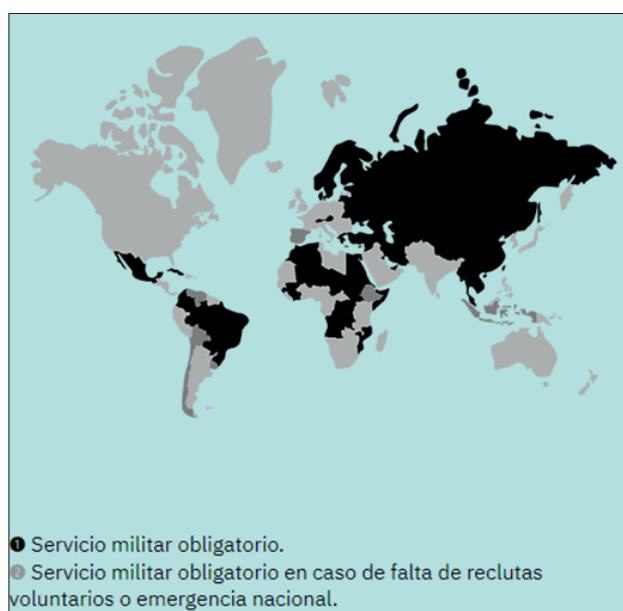 ❶ Servicio militar obligatorio.
❷ Servicio militar obligatorio en caso de falta de reclutas
voluntarios o emergencia nacional.